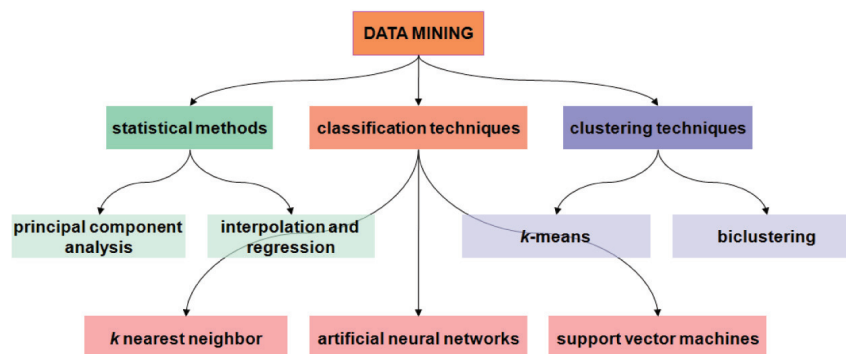 DATA MINING
statistical methods
classification techniques
clustering techniques
principal component
analysis
interpolation and
regression
k-means
biclustering
k nearest neighbor
artificial neural networks
support vector machines